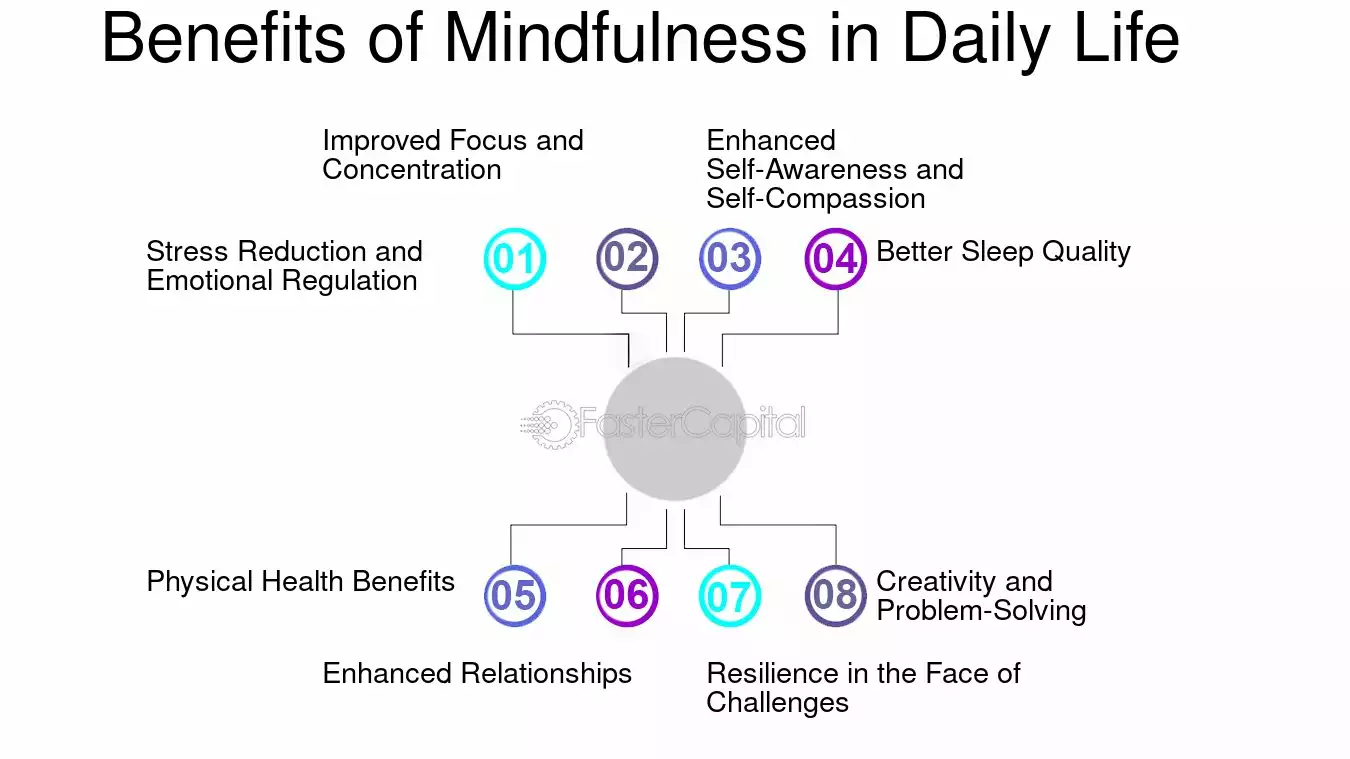 Benefits of Mindfulness in Daily Life
Improved Focus and
Concentration
Enhanced
Self-Awareness and
Self-Compassion
Stress Reduction and
Emotional Regulation
01
02
03
04
Better Sleep Quality
FasterCapital
Physical Health Benefits
05
06
07
08
Creativity and
Problem-Solving
Enhanced Relationships
Resilience in the Face of
Challenges